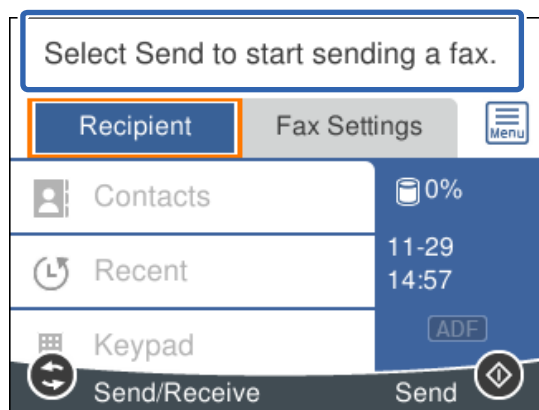 Select Send to start sending a fax.
Recipient
Fax Settings
Menu
Contacts
0%
Recent
11-29
14:57
Keypad
ADF
Send/Receive
Send